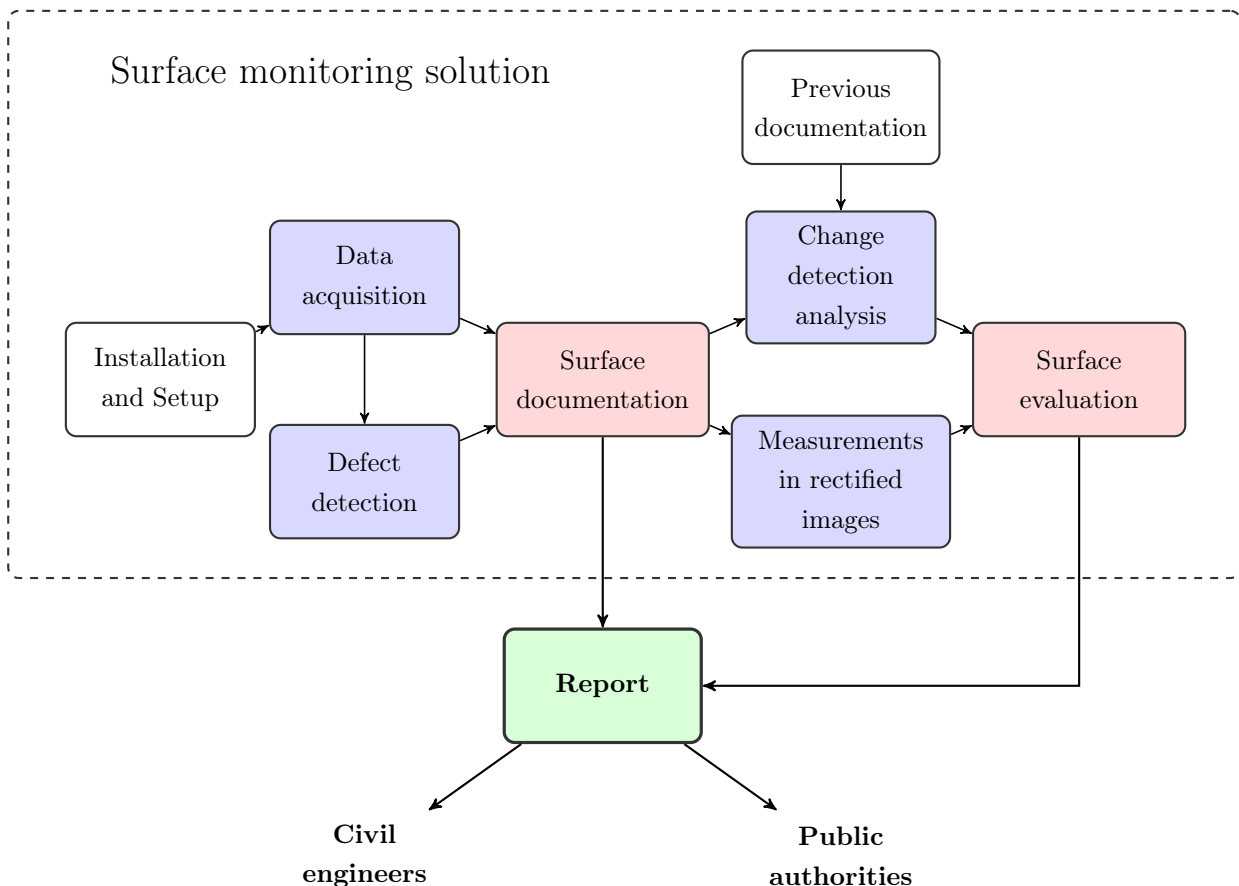 Surface monitoring solution
Previous
documentation
Change
detection
analysis
Data
acquisition
Installation
and Setup
Surface
documentation
Surface
evaluation
Defect
detection
Measurements
in rectified
images
Report
Civil
engineers
Public
authorities